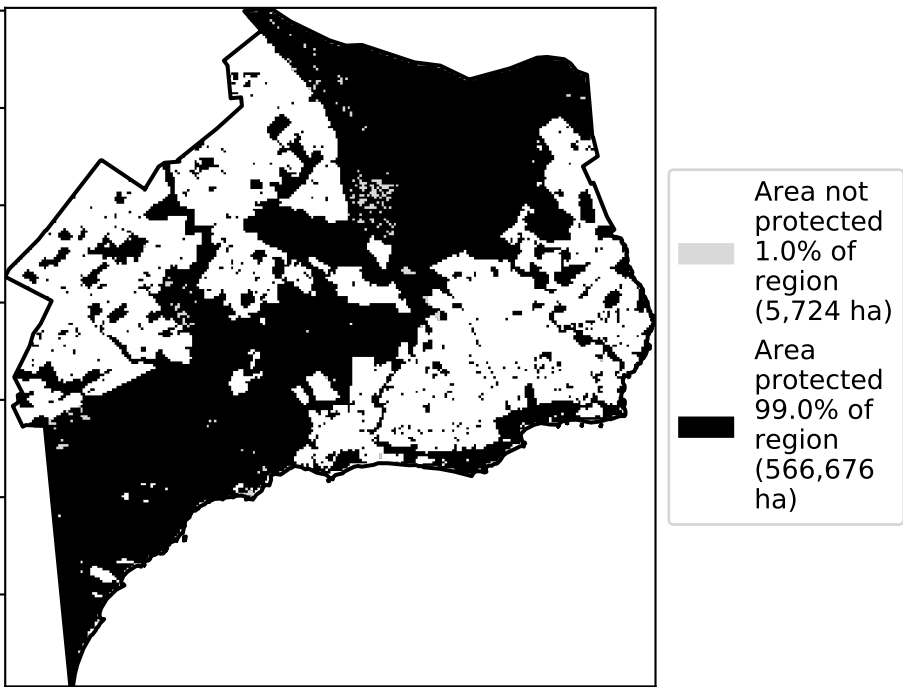 Area not
protected
1.0% of
region
(5,724 ha)
Area
protected
99.0% of
region
(566,676
ha)